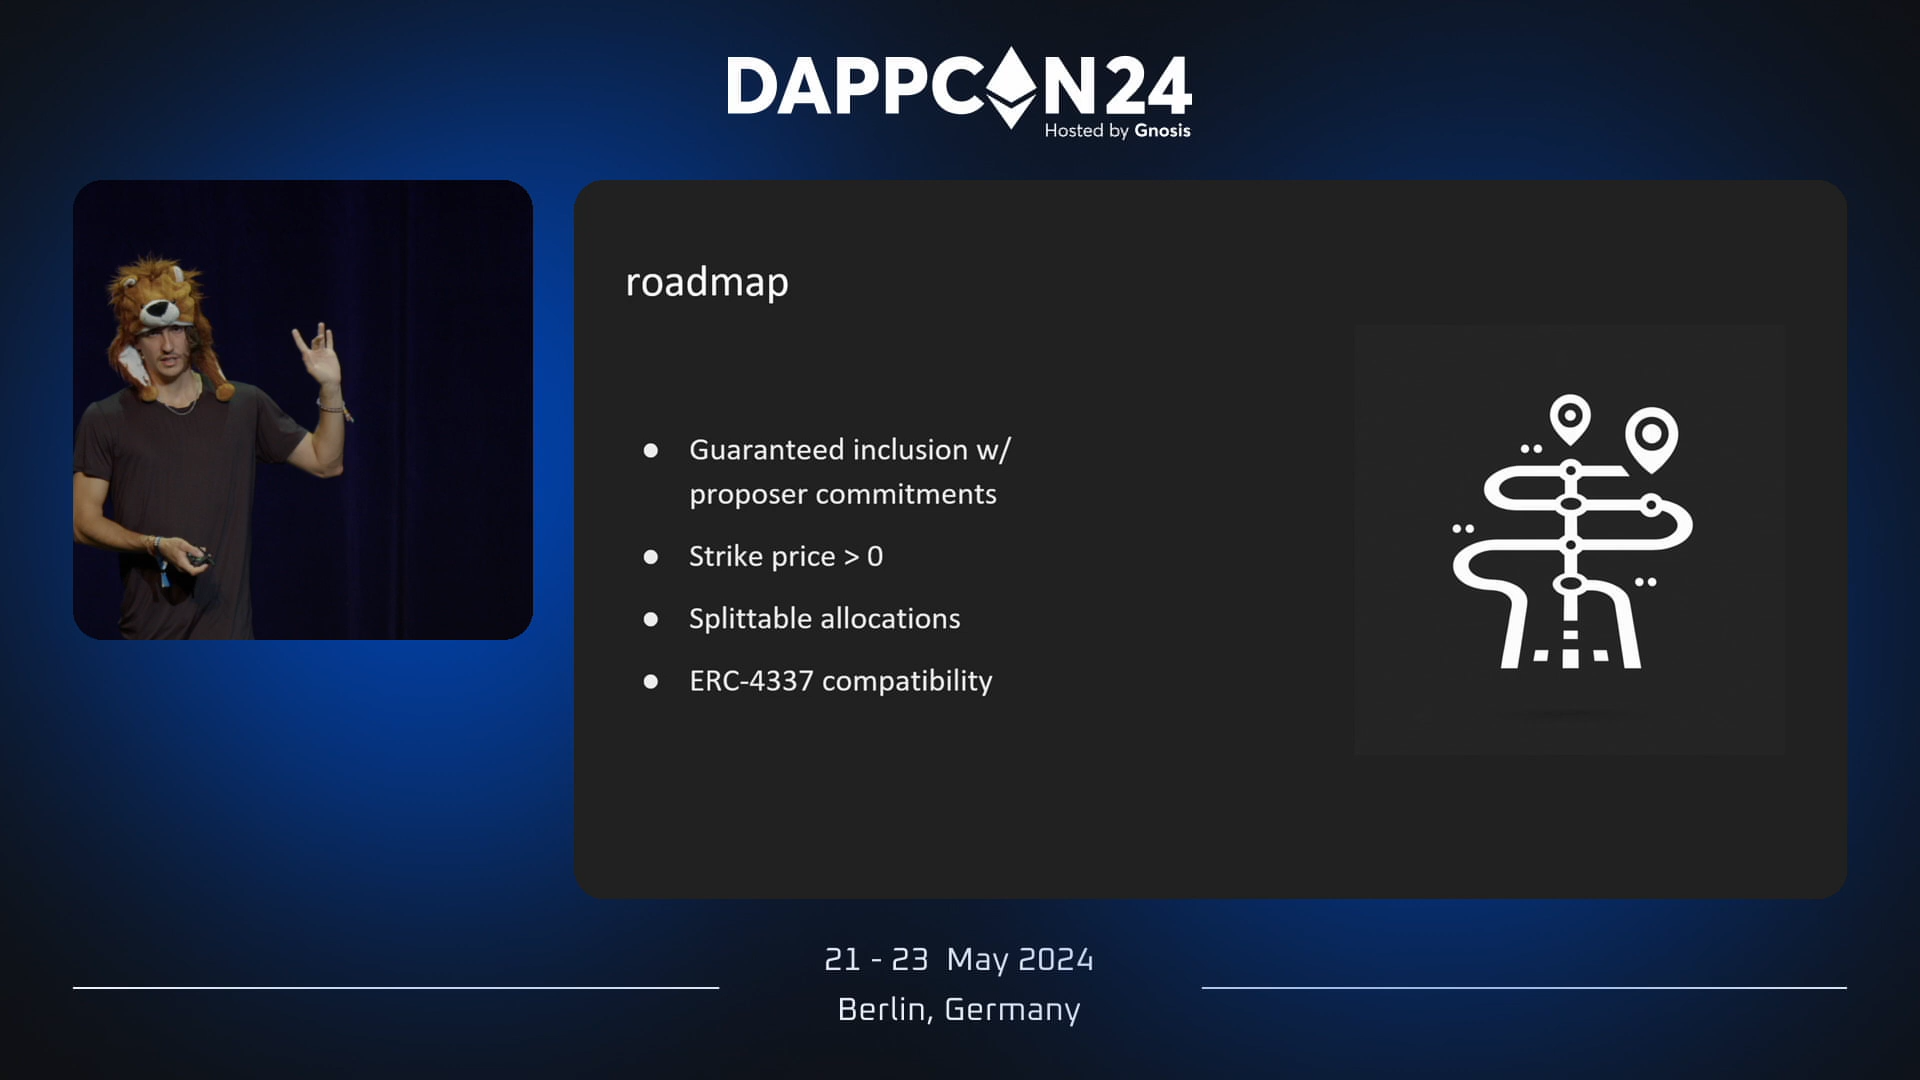 DAPPCON24
Hosted by Gnosis
roadmap
● Guaranteed inclusion w/
proposer commitments
● Strike price > 0
● Splittable allocations
● ERC-4337 compatibility
21 - 23 May 2024
Berlin, Germany